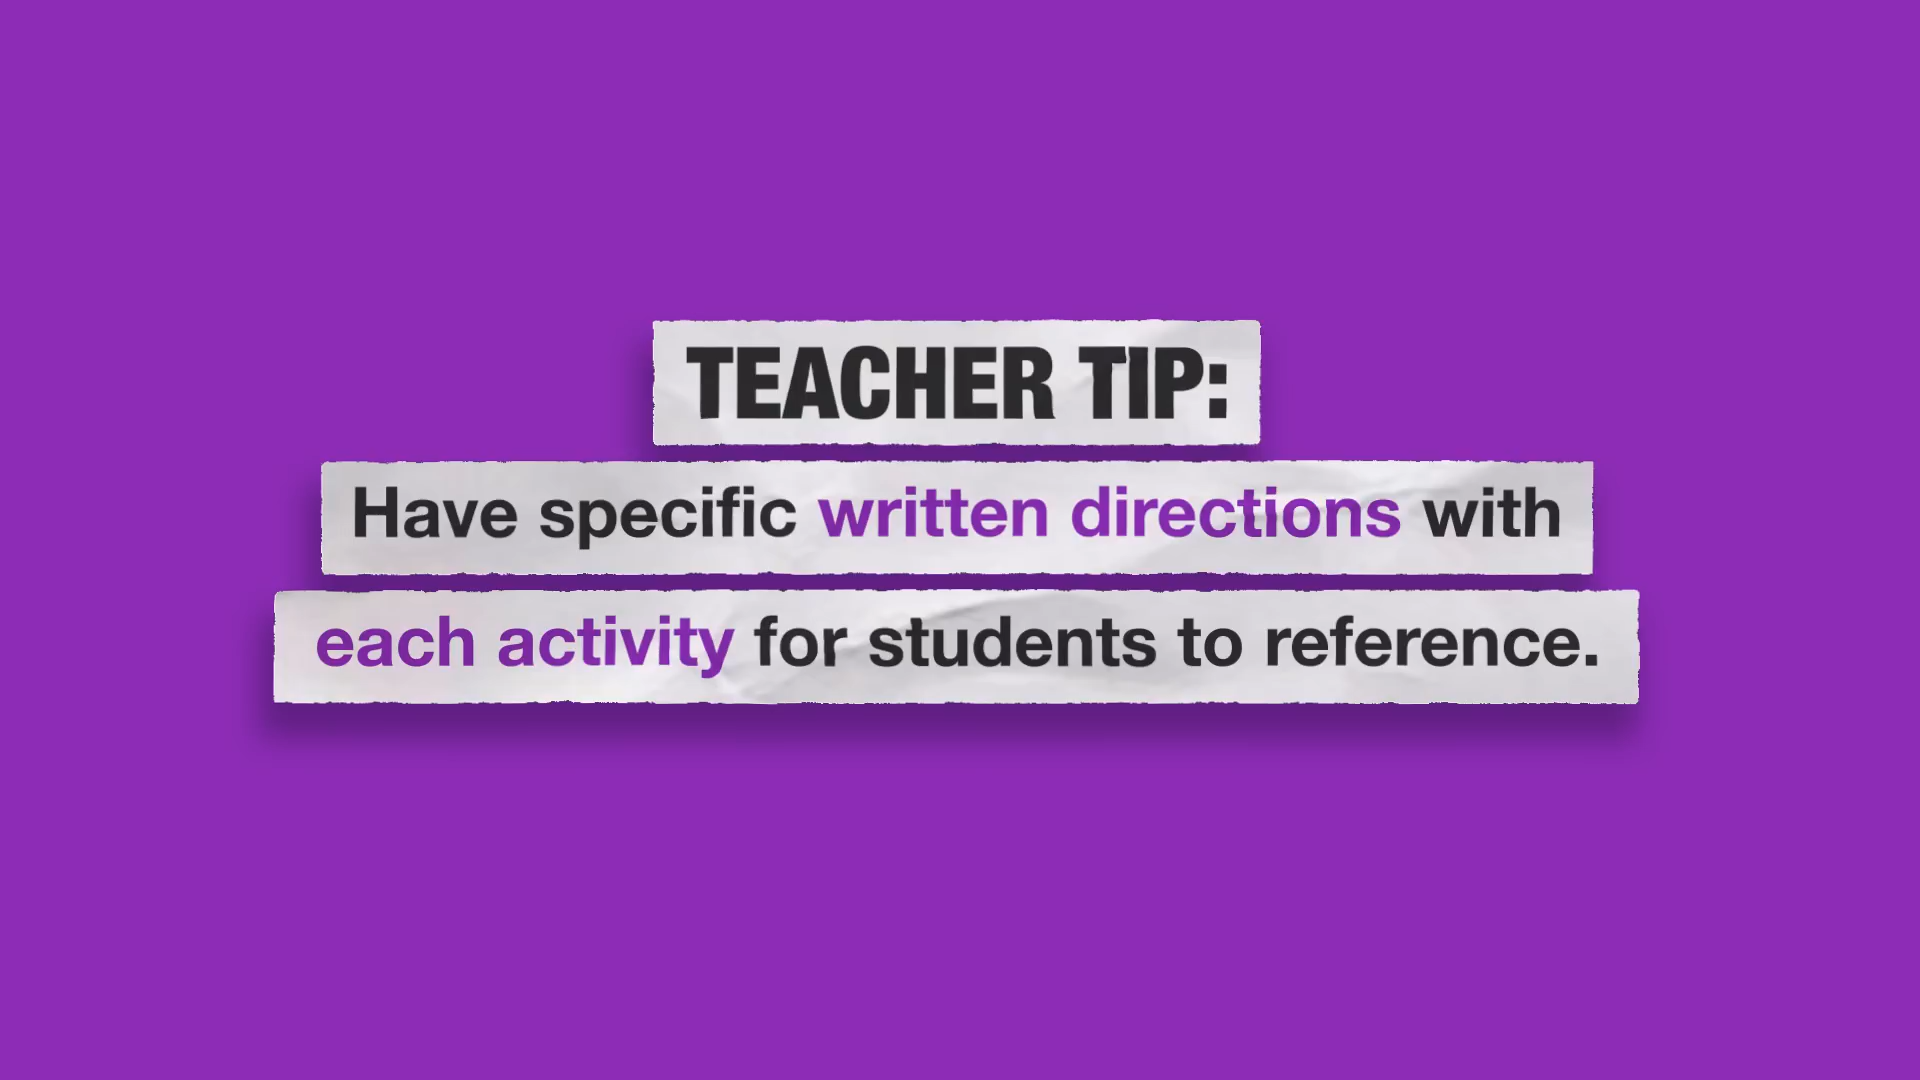 TEACHER TIP:
Have specific written directions with
each activity for students to reference.